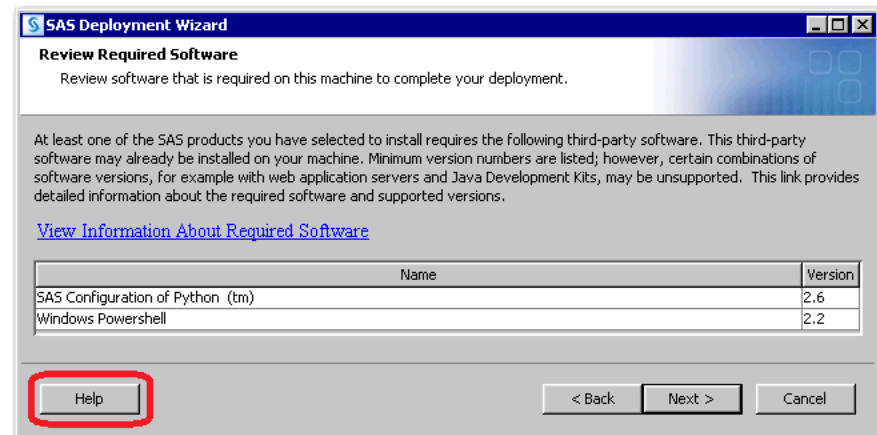 SAS Deployment Wizard
Review Required Software
Review software that is required on this machine to complete your deployment.
At least one of the SAS products you have selected to install requires the following third-party software. This third-party
software may already be installed on your machine. Minimum version numbers are listed; however, certain combinations of
software versions, for example with web application servers and Java Development Kits, may be unsupported. This link provides
detailed information about the required software and supported versions.
View Information About Required Software
Name Version
SAS Configuration of Python (tm) 2.6
Windows Powershell 2.2
Help < Back Next > Cancel